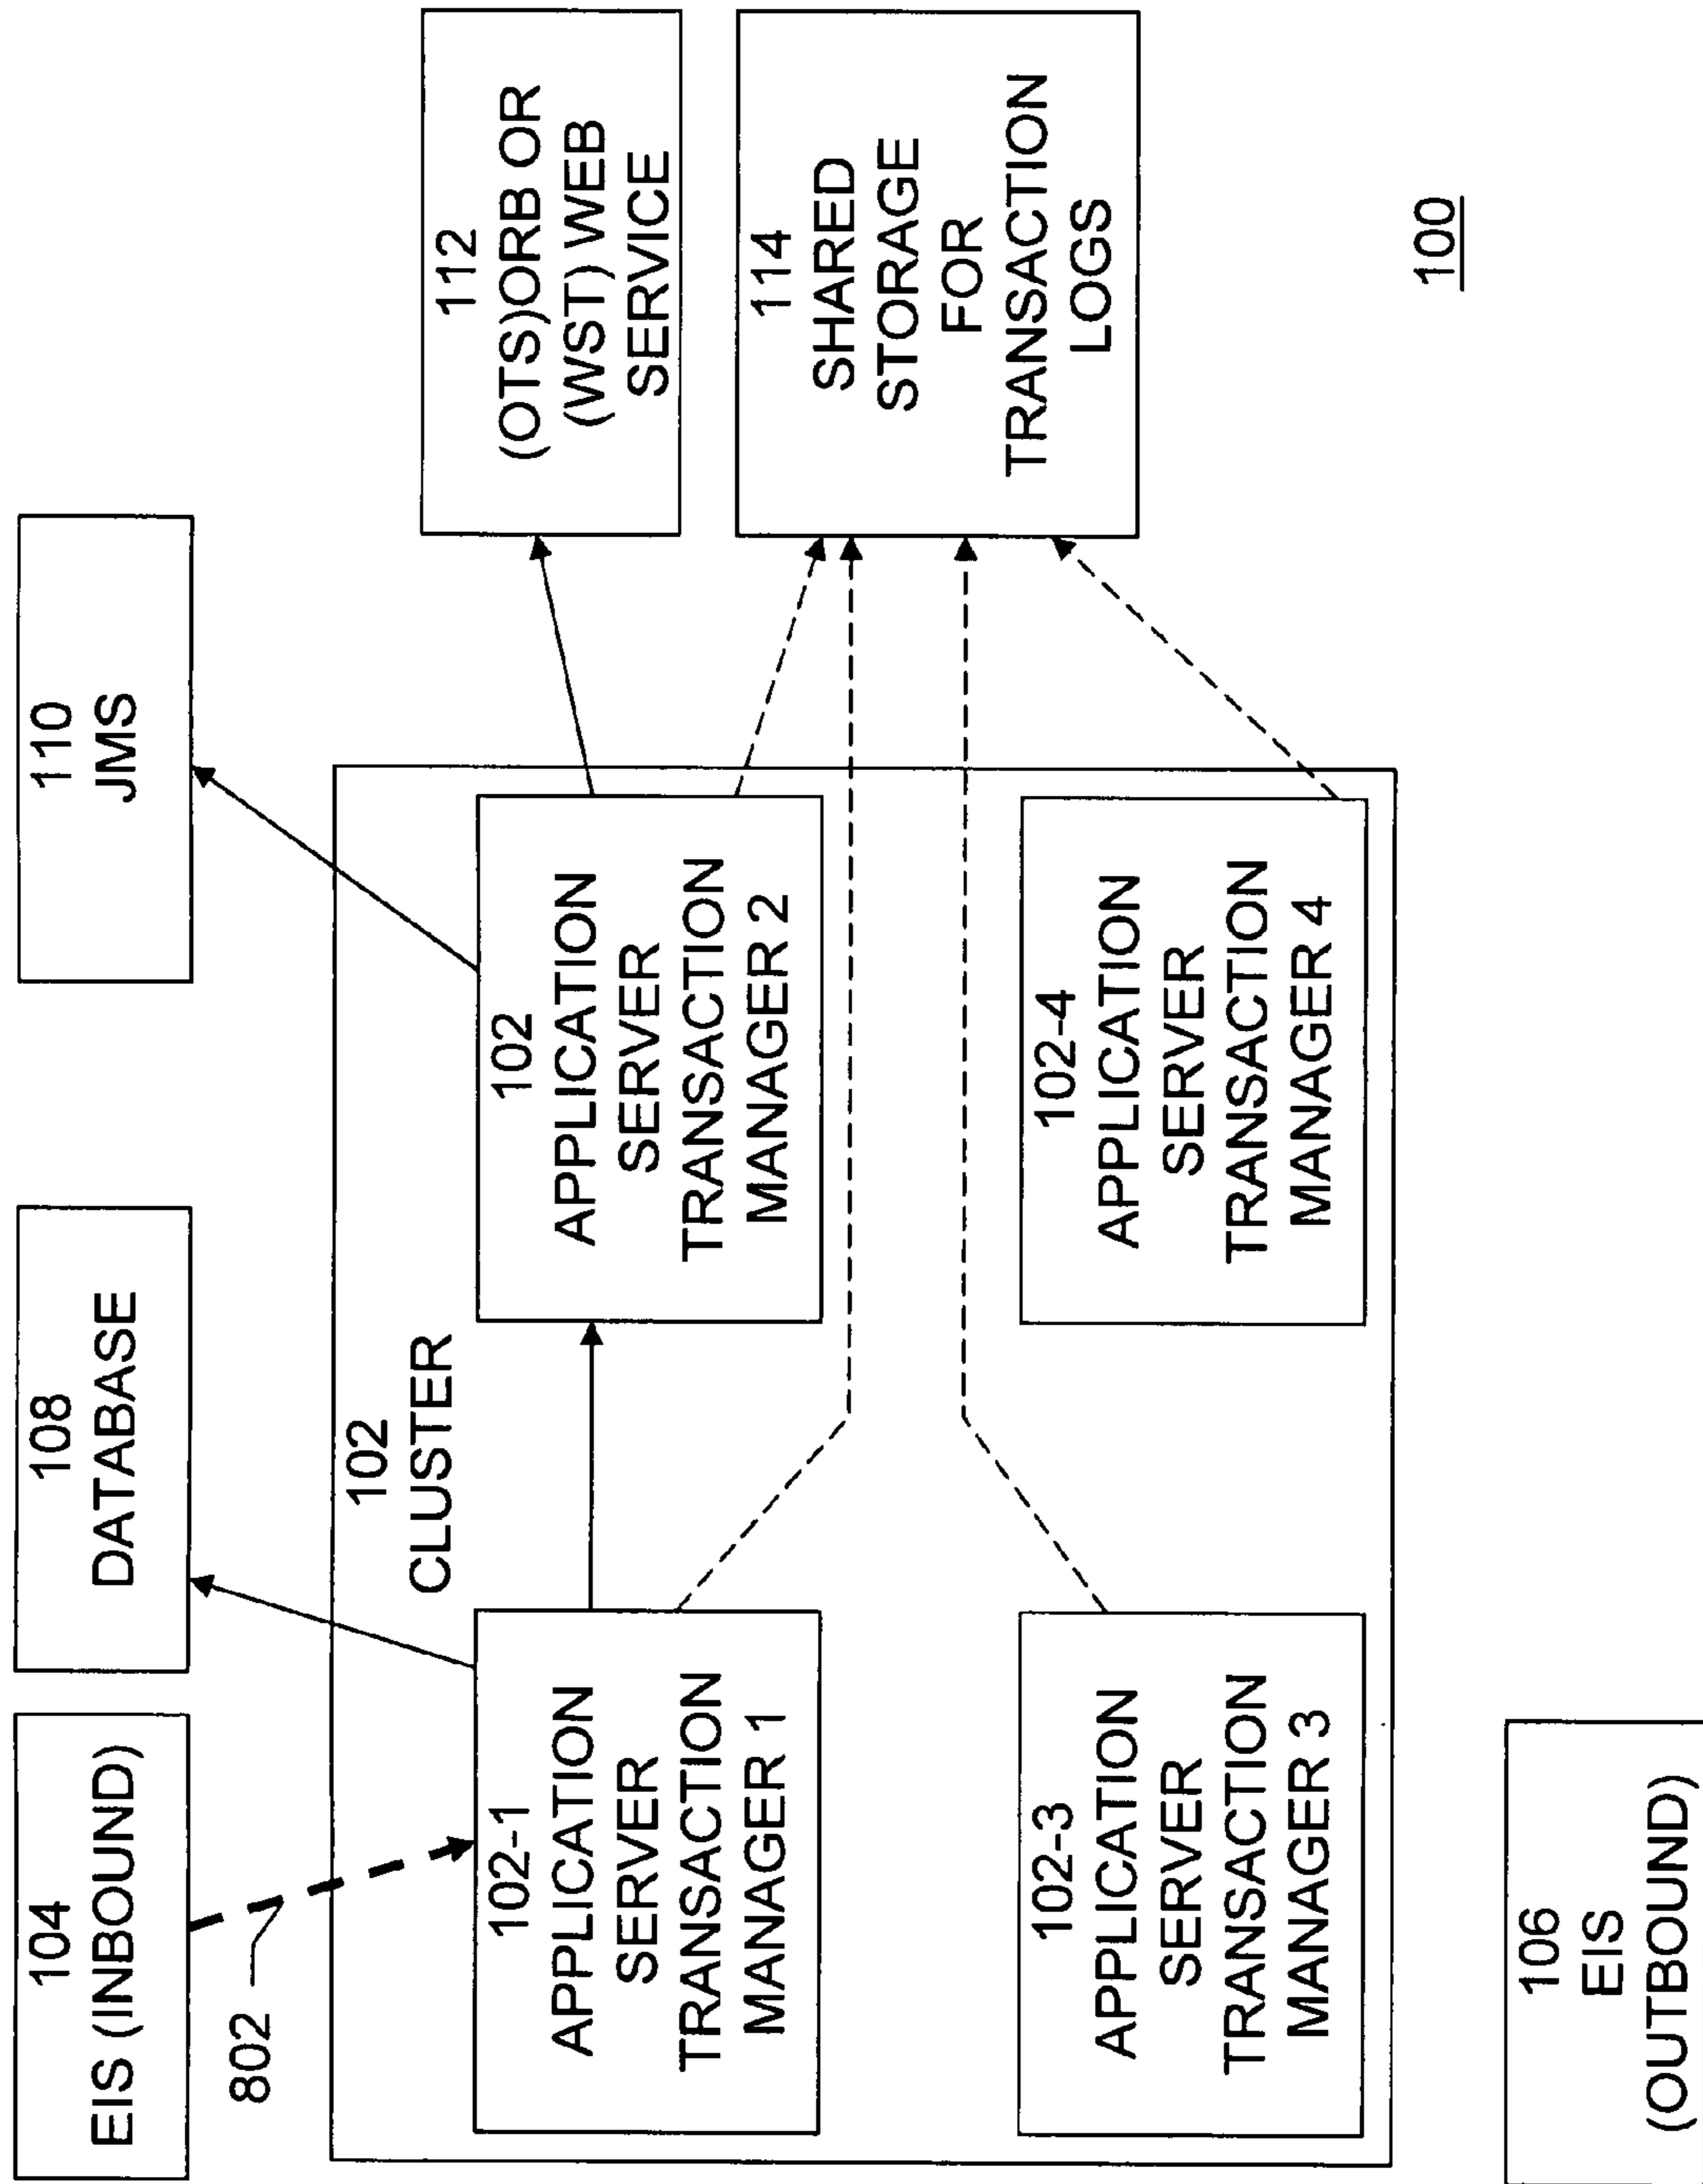 104
EIS (INBOUND)
108
DATABASE
110
JMS
802
102
CLUSTER
102-1
APPLICATION
SERVER
TRANSACTION
MANAGER 1
102
APPLICATION
SERVER
TRANSACTION
MANAGER 2
112
(OTS)ORB OR
(WST) WEB
SERVICE
114
SHARED
STORAGE
FOR
TRANSACTION
LOGS
102-3
APPLICATION
SERVER
TRANSACTION
MANAGER 3
102-4
APPLICATION
SERVER
TRANSACTION
MANAGER 4
106
EIS
(OUTBOUND)
100